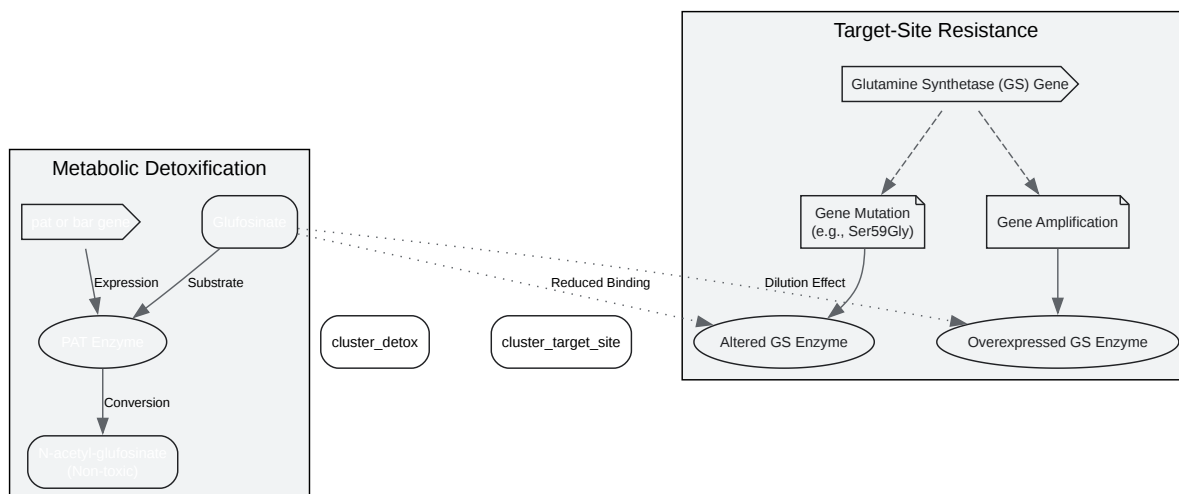 Target-Site Resistance
Glutamine Synthetase (GS) Gene
Metabolic Detoxification
pat or bar gene
Glufosinate
Gene Mutation
(e.g., Ser59Gly)
Gene Amplification
Expression
Substrate
Reduced Binding
Dilution Effect
PAT Enzyme
cluster_detox
cluster_target_site
Altered GS Enzyme
Overexpressed GS Enzyme
Conversion
N-acetyl-glufosinate
(Non-toxic)